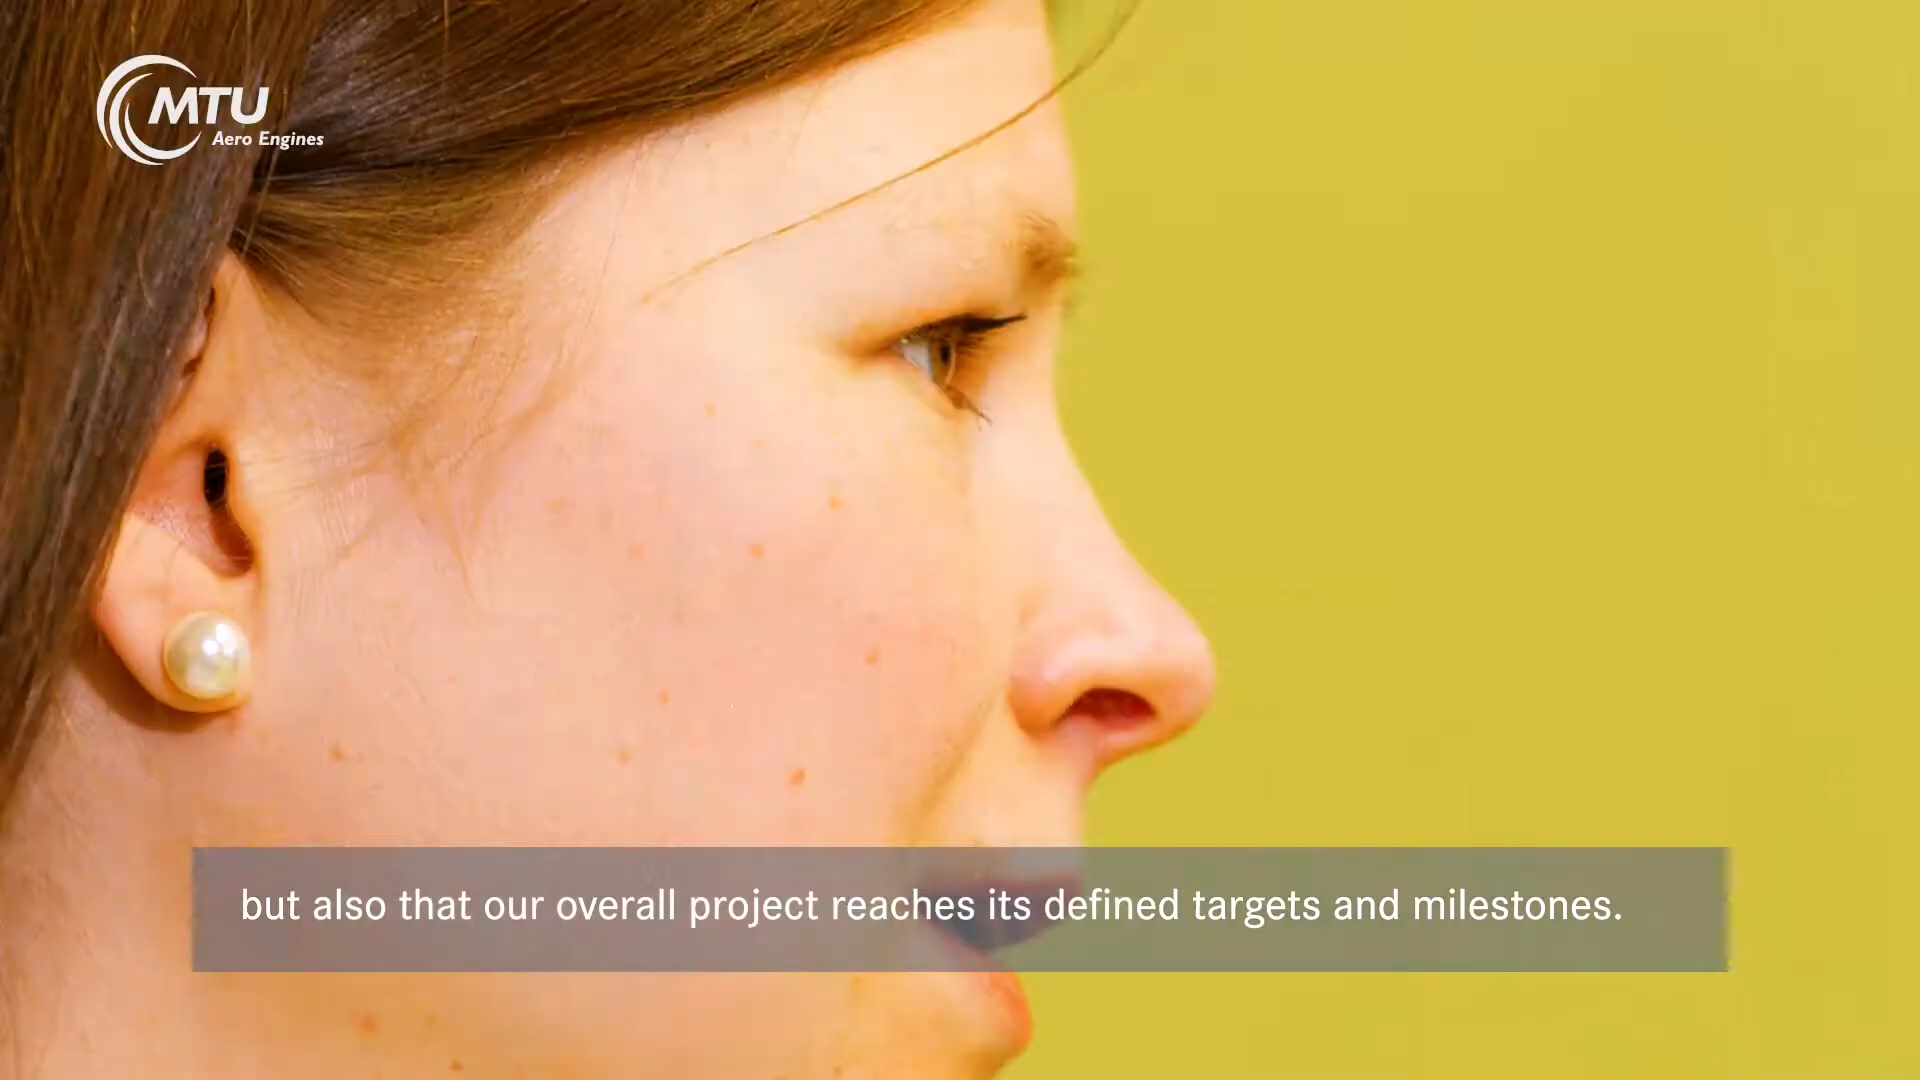 MTU
Aero Engines
but also that our overall project reaches its defined targets and milestones.